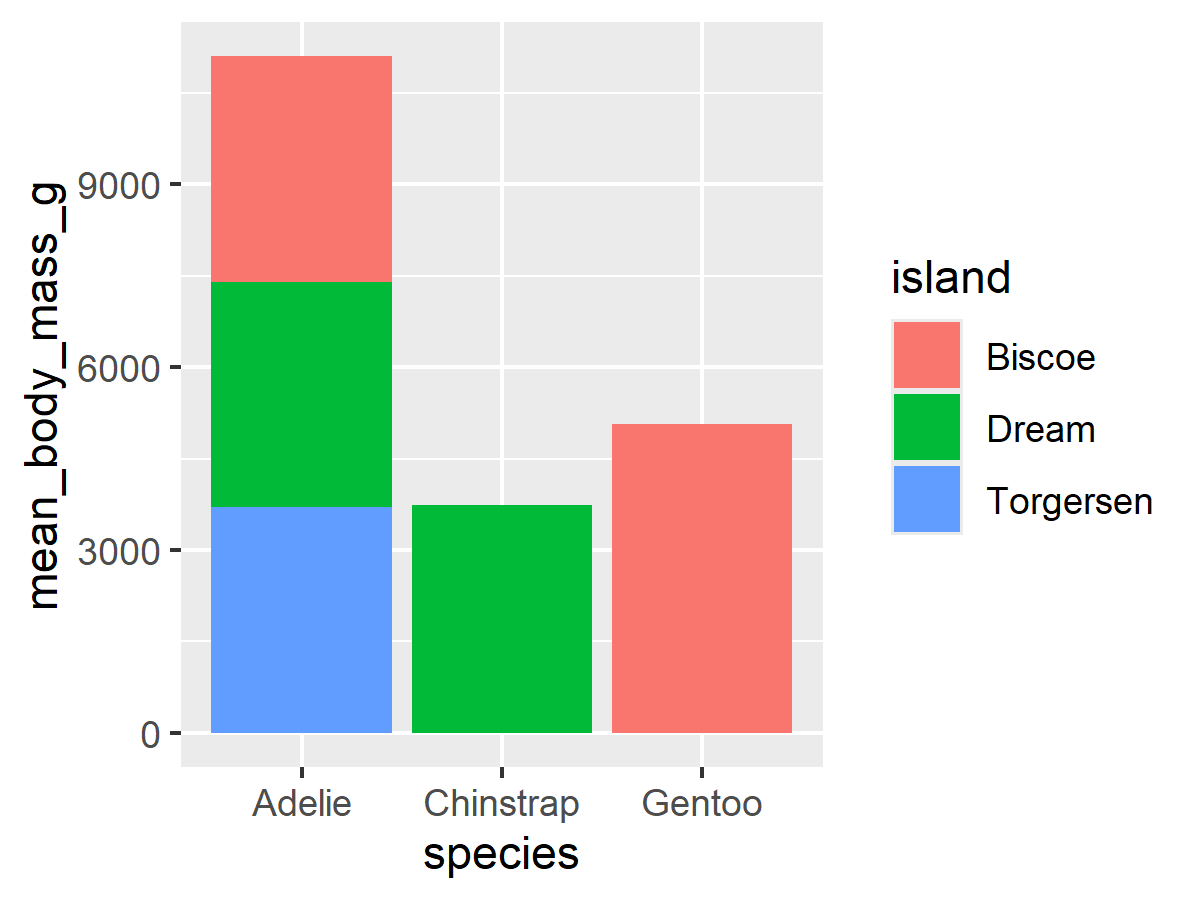 mean_body_mass_g
9000
6000
3000
0
Adelie Chinstrap Gentoo
species
island
Biscoe
Dream
Torgersen